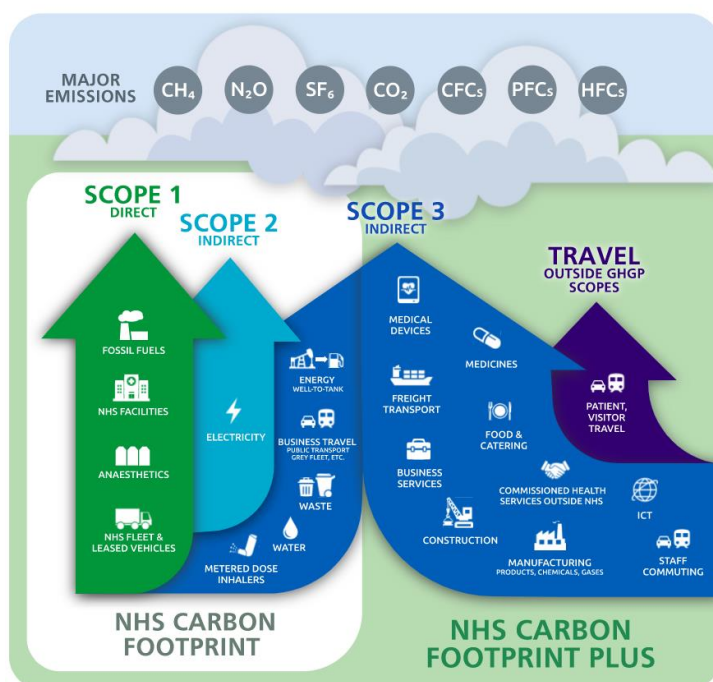 MAJOR
EMISSIONS
CH₄
N₂O
SF₆
CO₂
CFCs
PFCs
HFCs
SCOPE 1
DIRECT
FOSSIL FUELS
NHS FACILITIES
ANAESTHETICS
NHS FLEET &
LEASED VEHICLES
SCOPE 2
INDIRECT
ELECTRICITY
SCOPE 3
INDIRECT
ENERGY
WELL-TO-TANK
BUSINESS TRAVEL
PUBLIC TRANSPORT
GREY FLEET, ETC.
WASTE
WATER
METERED DOSE
INHALERS
MEDICAL
DEVICES
MEDICINES
FREIGHT
TRANSPORT
FOOD &
CATERING
BUSINESS
SERVICES
COMMISSIONED HEALTH
SERVICES OUTSIDE NHS
ICT
CONSTRUCTION
MANUFACTURING
PRODUCTS, CHEMICALS, GASES
STAFF
COMMUTING
TRAVEL
OUTSIDE GHGP
SCOPES
PATIENT,
VISITOR
TRAVEL
NHS CARBON
FOOTPRINT
NHS CARBON
FOOTPRINT PLUS